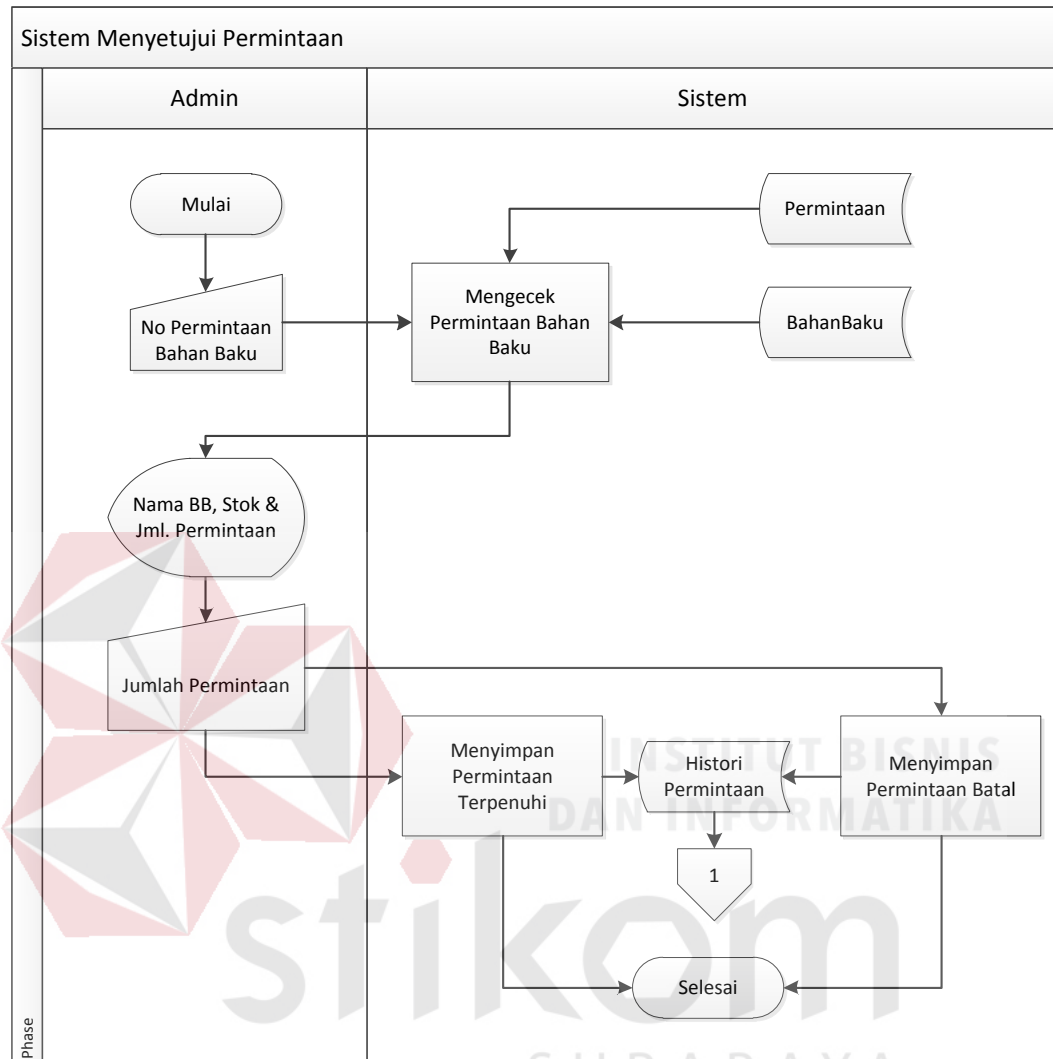 Sistem Menyetujui Permintaan
Admin
Sistem
Mulai
Permintaan
No Permintaan
Bahan Baku
Mengecek
Permintaan Bahan
Baku
BahanBaku
Nama BB, Stok &
Jml. Permintaan
Jumlah Permintaan
Menyimpan
Permintaan
Terpenuhi
Histori
Permintaan
Menyimpan
Permintaan Batal
1
Selesai
Phase
INSTITUT BISNIS
DAN INFORMATIKA
stikom
SURABAYA